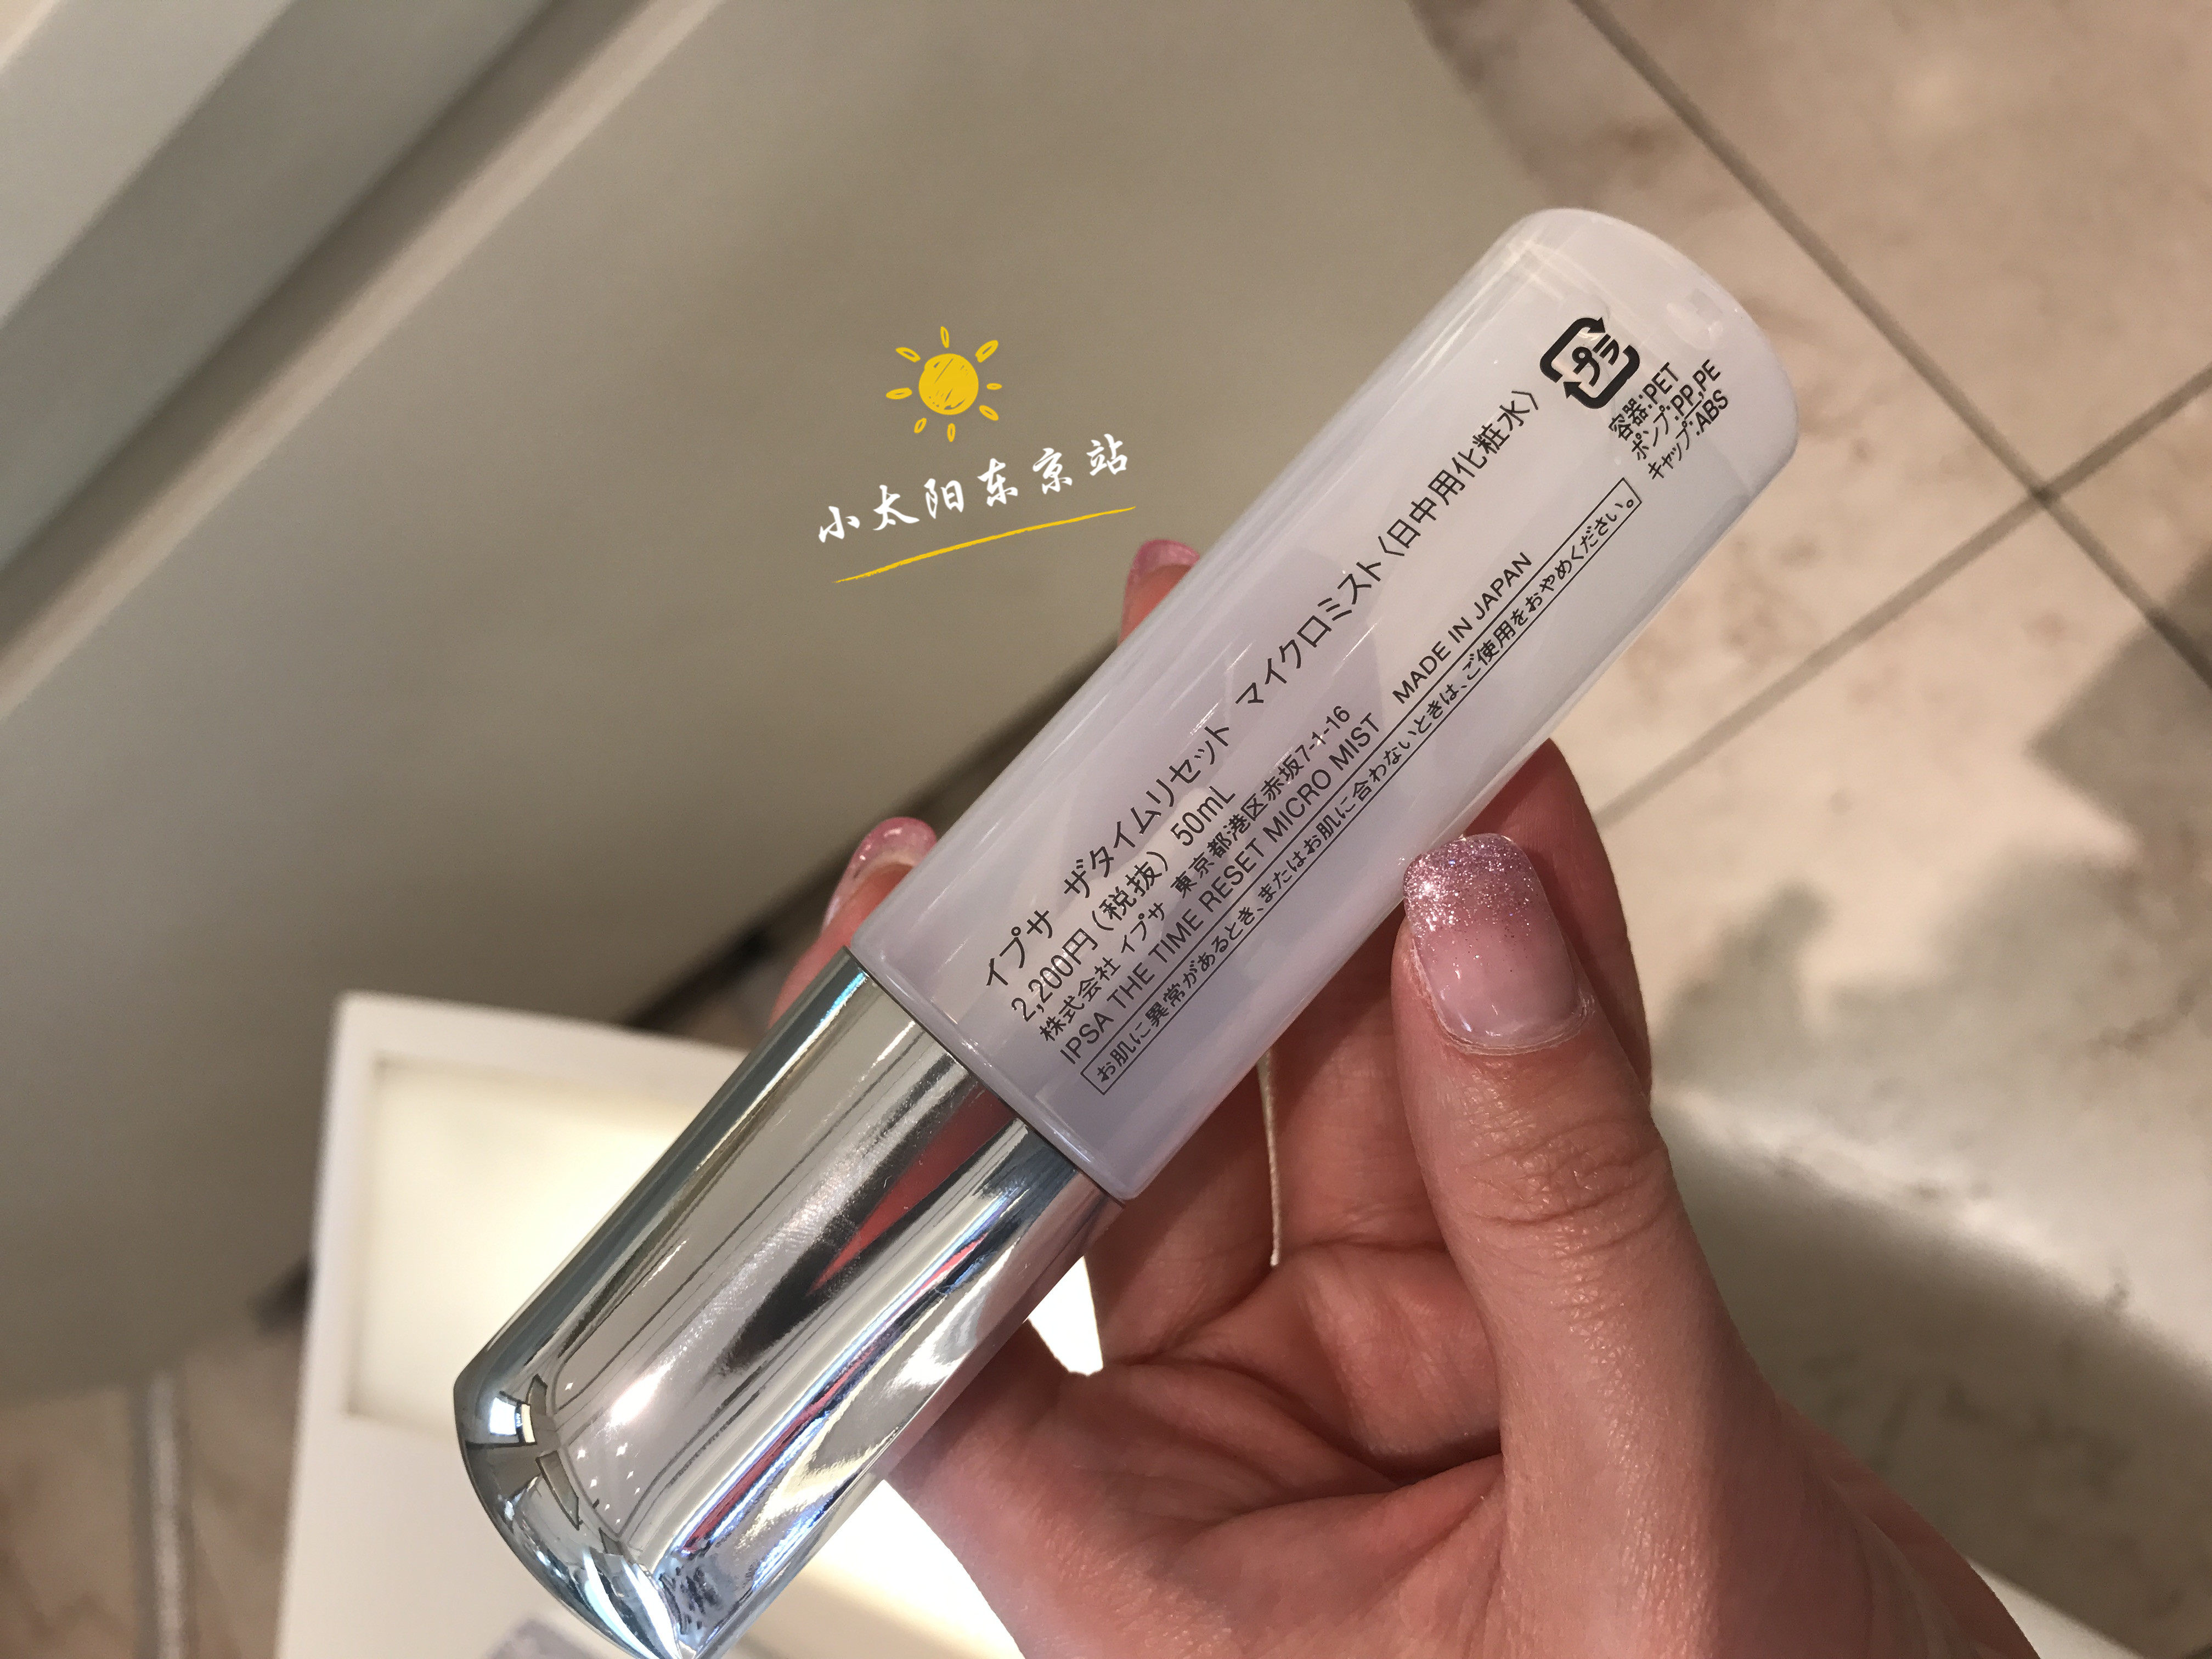 小太阳东京站
イプサ ザタイムリセット マイクロミスト〈日中用化粧水〉
2,200円（税抜） 50mL
株式会社 イプサ 東京都港区赤坂7-1-16
IPSA THE TIME RESET MICRO MIST MADE IN JAPAN
お肌に異常があるとき、またはお肌に合わないときは、ご使用をおやめください。
プラ
容器:PET
ポンプ:PP,PE
キャップ:ABS